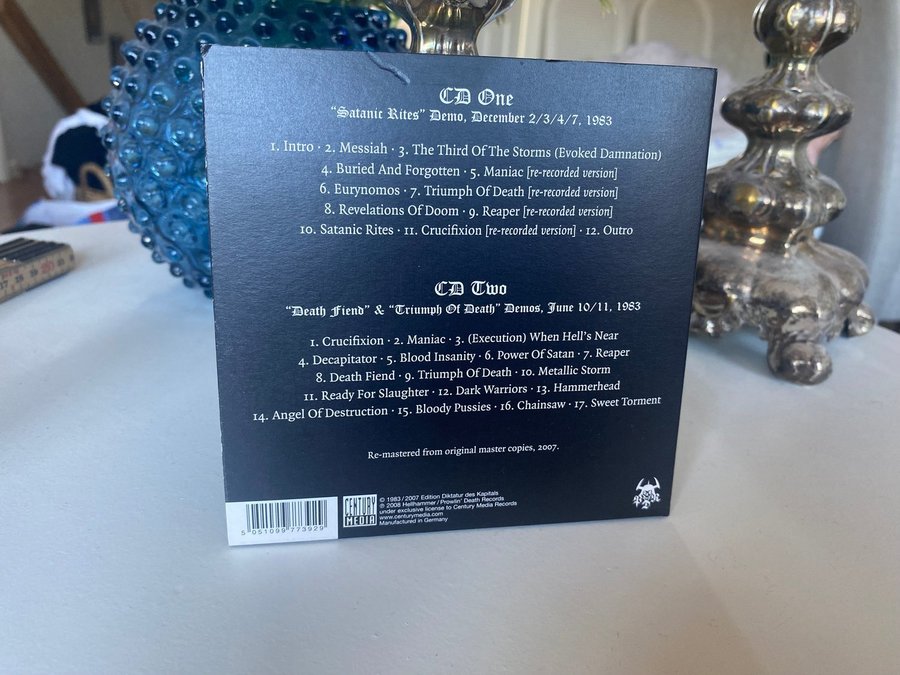 CD One
“Satanic Rites” Demo, December 2/3/4/7, 1983
1. Intro · 2. Messiah · 3. The Third Of The Storms (Evoked Damnation)
4. Buried And Forgotten · 5. Maniac [re-recorded version]
6. Eurynomos · 7. Triumph Of Death [re-recorded version]
8. Revelations Of Doom · 9. Reaper [re-recorded version]
10. Satanic Rites · 11. Crucifixion [re-recorded version] · 12. Outro
CD Two
“Death Fiend” & “Triumph Of Death” Demos, June 10/11, 1983
1. Crucifixion · 2. Maniac · 3. (Execution) When Hell's Near
4. Decapitator · 5. Blood Insanity · 6. Power Of Satan · 7. Reaper
8. Death Fiend · 9. Triumph Of Death · 10. Metallic Storm
11. Ready For Slaughter · 12. Dark Warriors · 13. Hammerhead
14. Angel Of Destruction · 15. Bloody Pussies · 16. Chainsaw · 17. Sweet Torment
Re-mastered from original master copies, 2007.
5 051099 773929
CENTURY
MEDIA
© 1983/2007 Edition Diktatur des Kapitals
℗ 2008 Hellhammer/Prowlin' Death Records
under exclusive license to Century Media Records
www.centurymedia.com
Manufactured in Germany